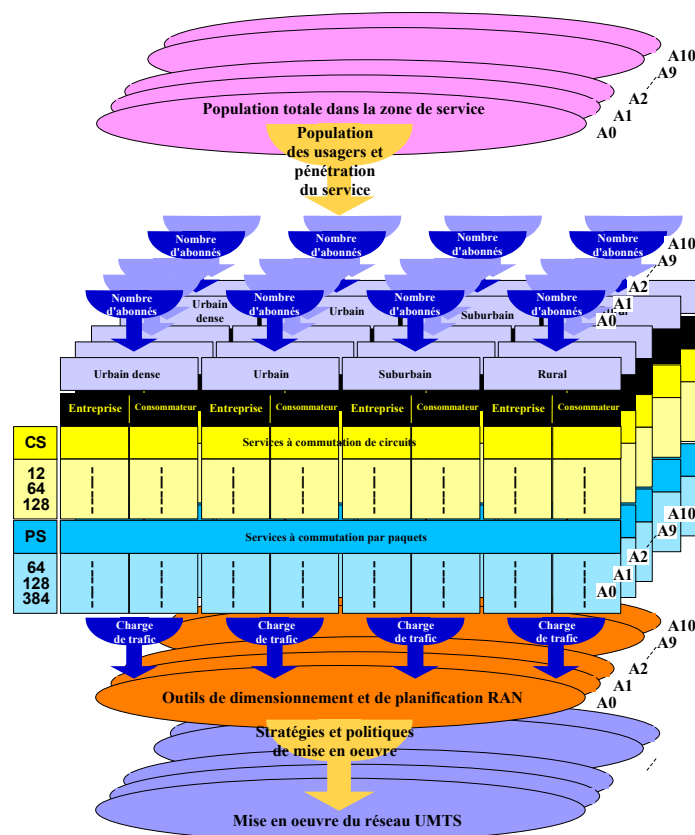 A10
A9
A2
A1
A0
Population totale dans la zone de service
Population
des usagers et
pénétration
du service
Nombre
d'abonnés
Nombre
d'abonnés
Nombre
d'abonnés
Nombre
d'abonnés
A10
A9
A2
A1
A0
Nombre
d'abonnés
Nombre
d'abonnés
Nombre
d'abonnés
Nombre
d'abonnés
Urbain
dense
Urbain
Suburbain
Urbain dense
Urbain
Suburbain
Rural
Entreprise
Consommateur
Entreprise
Consommateur
Entreprise
Consommateur
Entreprise
Consommateur
CS
Services à commutation de circuits
12
64
128
PS
Services à commutation par paquets
64
128
384
A10
A9
A2
A1
A0
Charge
de trafic
Charge
de trafic
Charge
de trafic
Charge
de trafic
A10
A9
A2
A1
A0
Outils de dimensionnement et de planification RAN
Stratégies et politiques
de mise en oeuvre
Mise en oeuvre du réseau UMTS